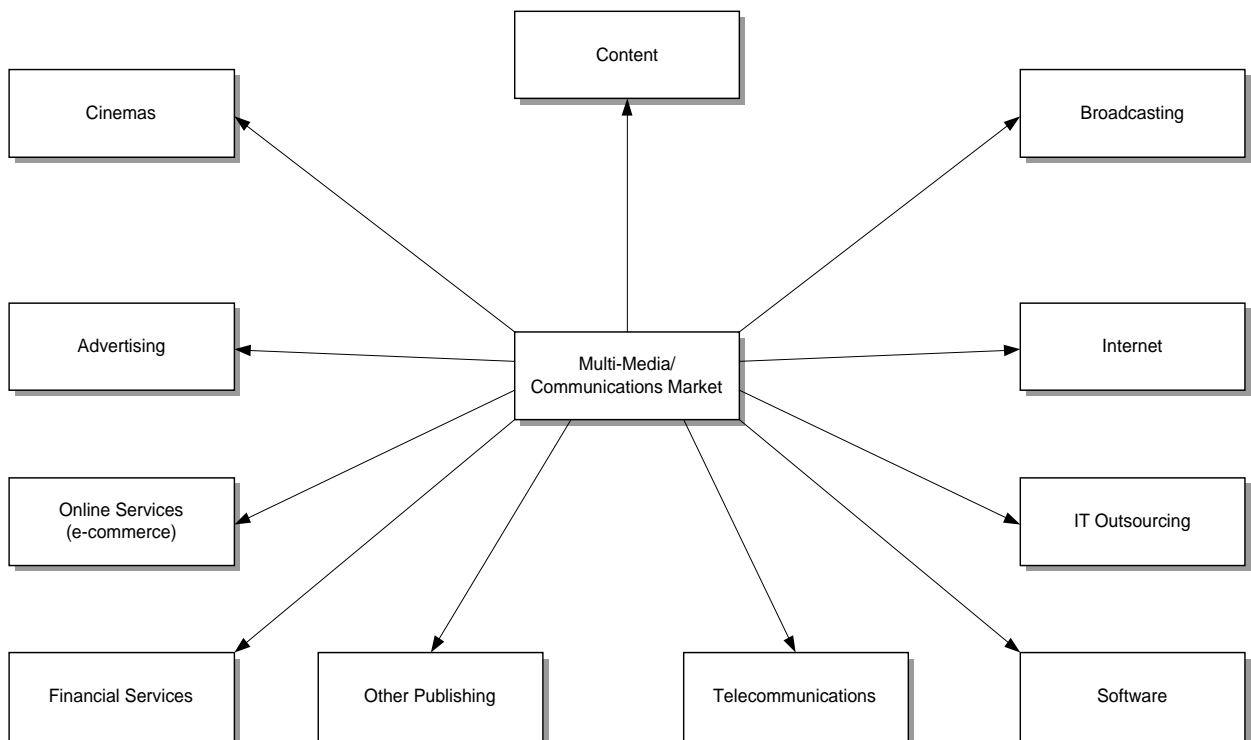 Content
Cinemas
Broadcasting
Advertising
Multi-Media/
Communications Market
Internet
Online Services
(e-commerce)
IT Outsourcing
Financial Services
Other Publishing
Telecommunications
Software